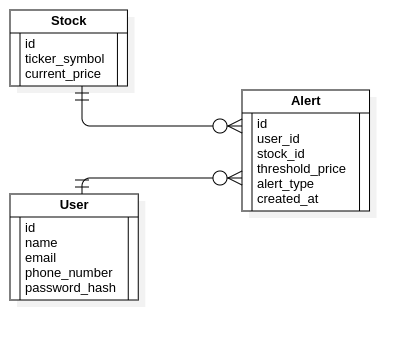 Stock
id
ticker_symbol
current_price
Alert
id
user_id
stock_id
threshold_price
alert_type
created_at
User
id
name
email
phone_number
password_hash